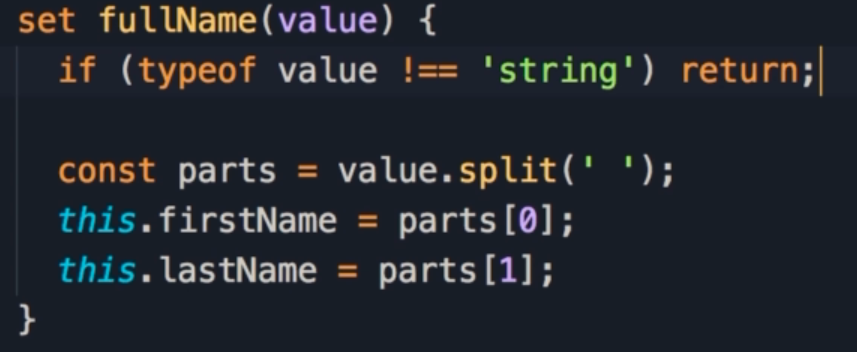 set fullName(value) {
if (typeof value !== 'string') return;
const parts = value.split(' ');
this.firstName = parts[0];
this.lastName = parts[1];
}